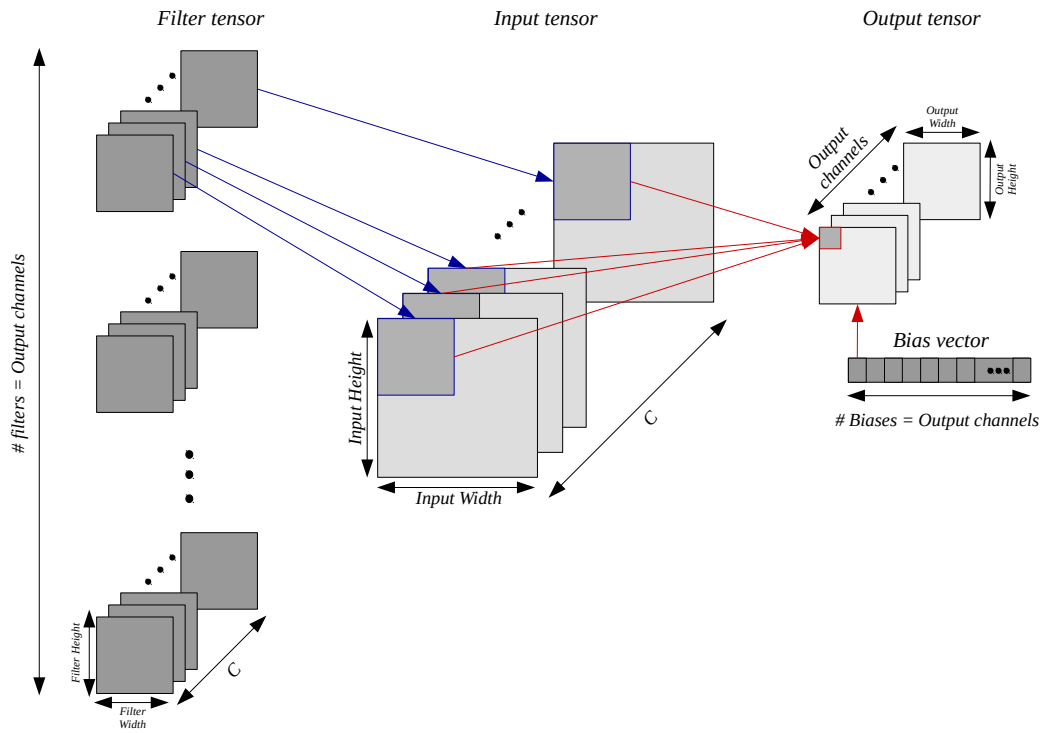 Filter tensor
Input tensor
Output tensor
# filters = Output channels
Output
channels
Output
Width
Output
Height
Input Height
Input Width
C
Bias vector
# Biases = Output channels
Filter Height
Filter
Width
C